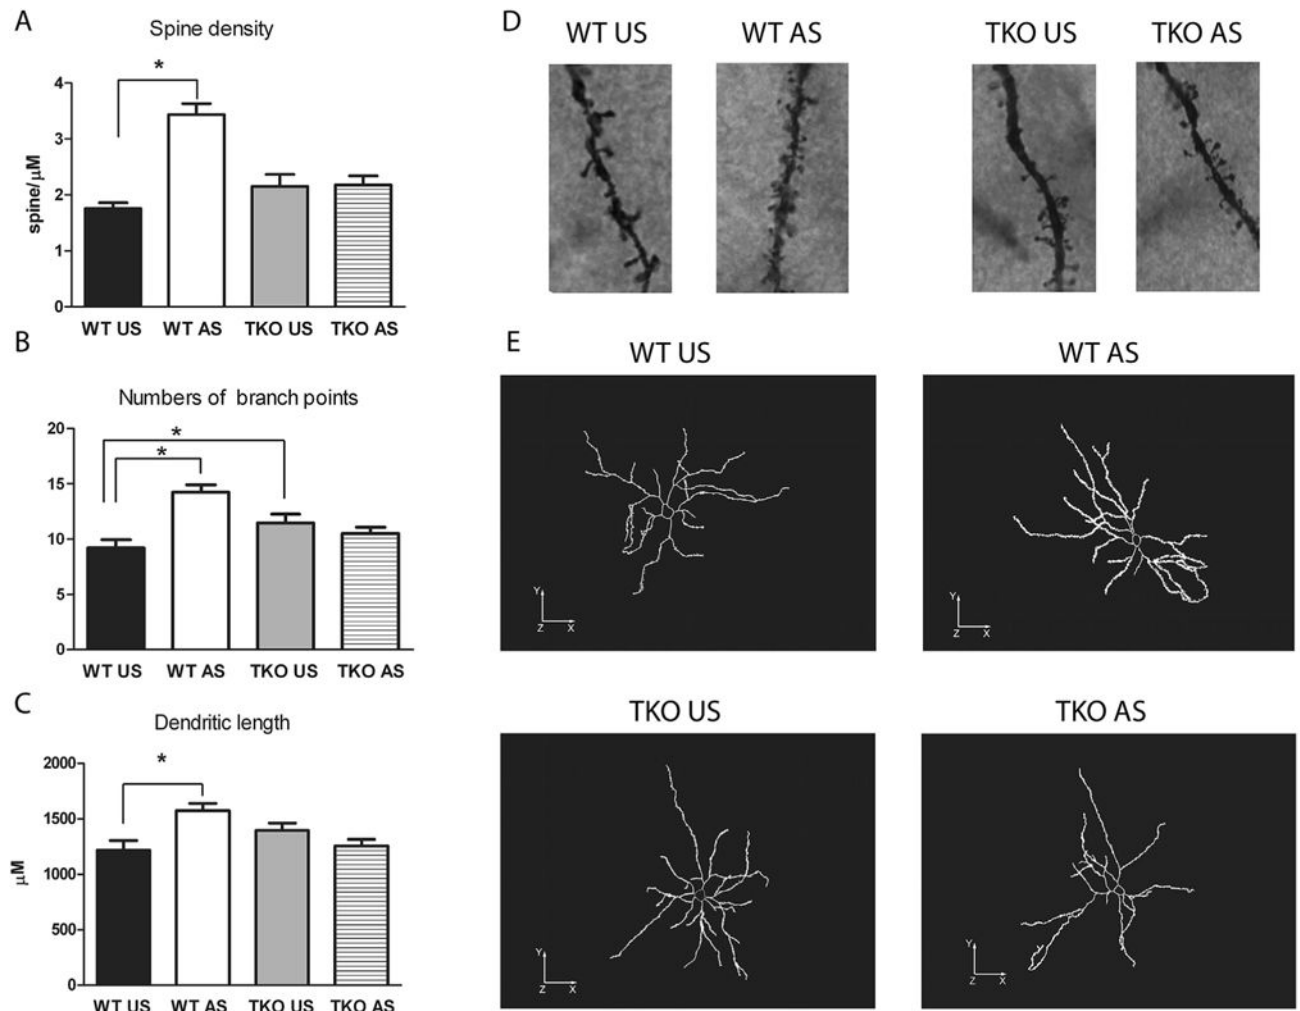 A
Spine density
*
4
3
2
1
0
spine/ μM
WT US WT AS TKO US TKO AS
B
Numbers of branch points
*
*
20
15
10
5
0
WT US WT AS TKO US TKO AS
C
Dendritic length
*
2000
1500
1000
500
0
μM
WT US WT AS TKO US TKO AS
D
WT US WT AS TKO US TKO AS
E
WT US WT AS
Y
Z X
Y
Z X
TKO US TKO AS
Y
Z X
Y
Z X